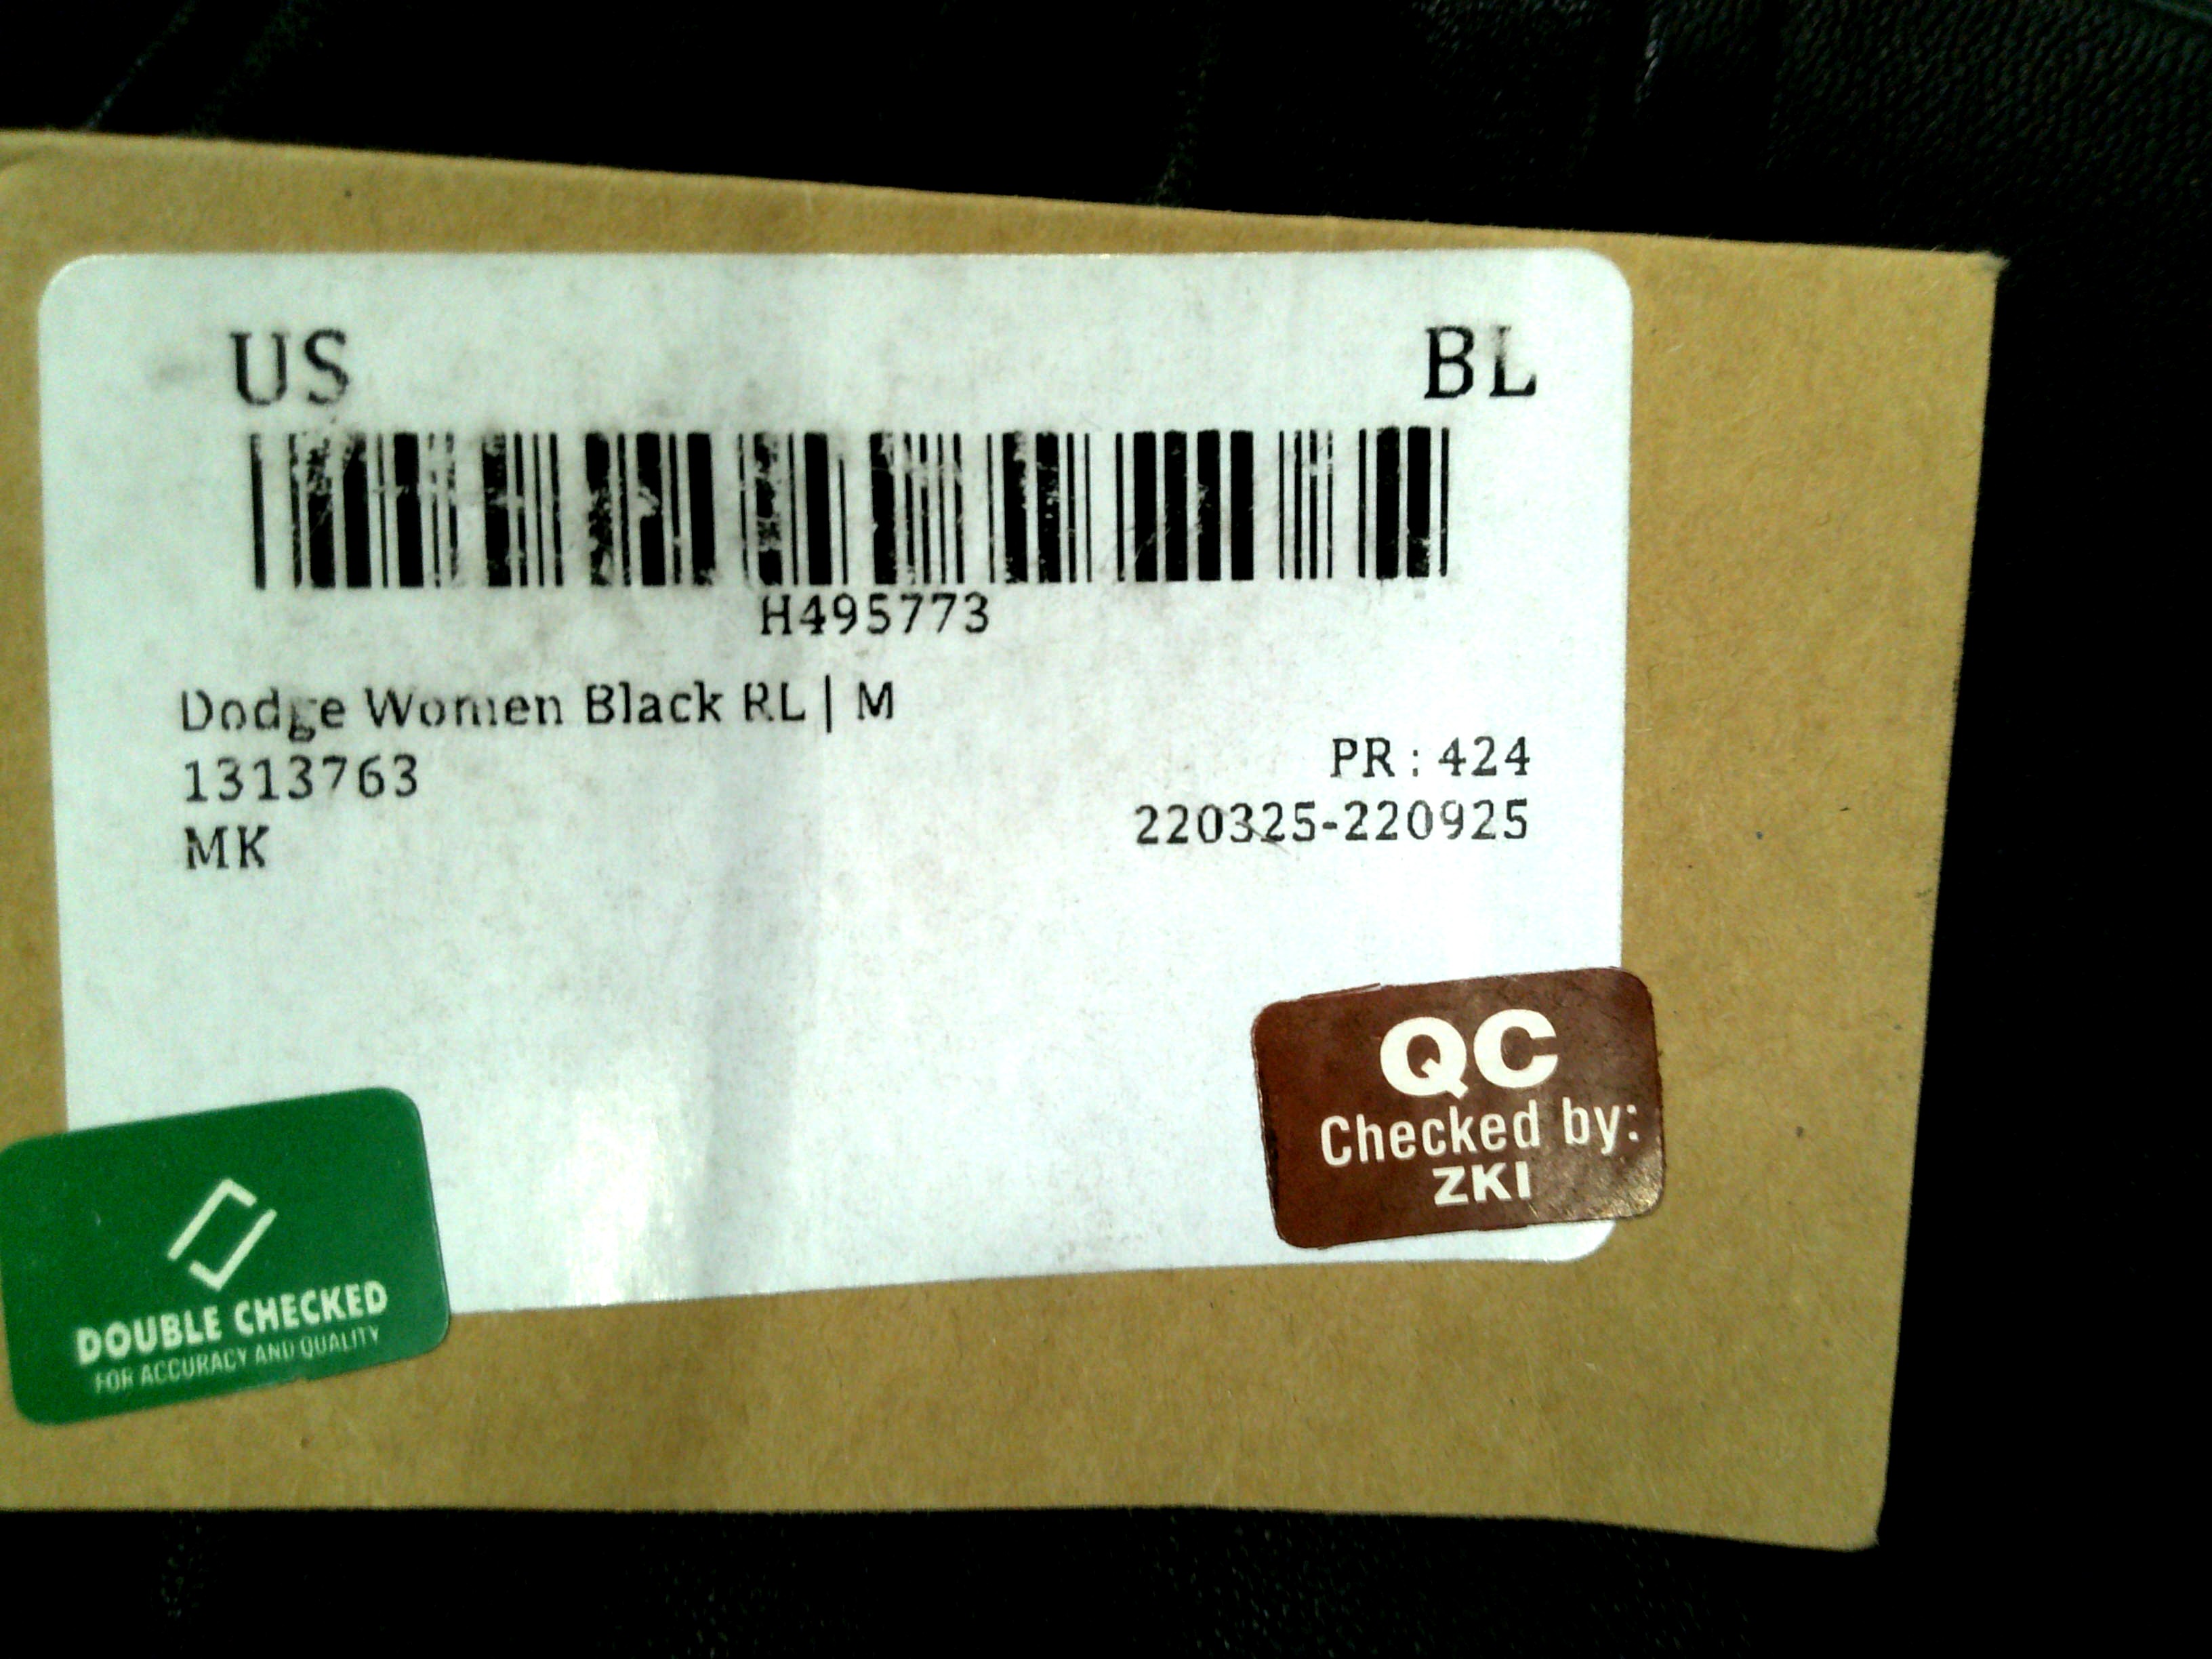 US BL
H495773
Dodge Women Black RL | M
1313763
PR : 424
MK
220325-220925
QC
Checked by:
ZKI
DOUBLE CHECKED
FOR ACCURACY AND QUALITY